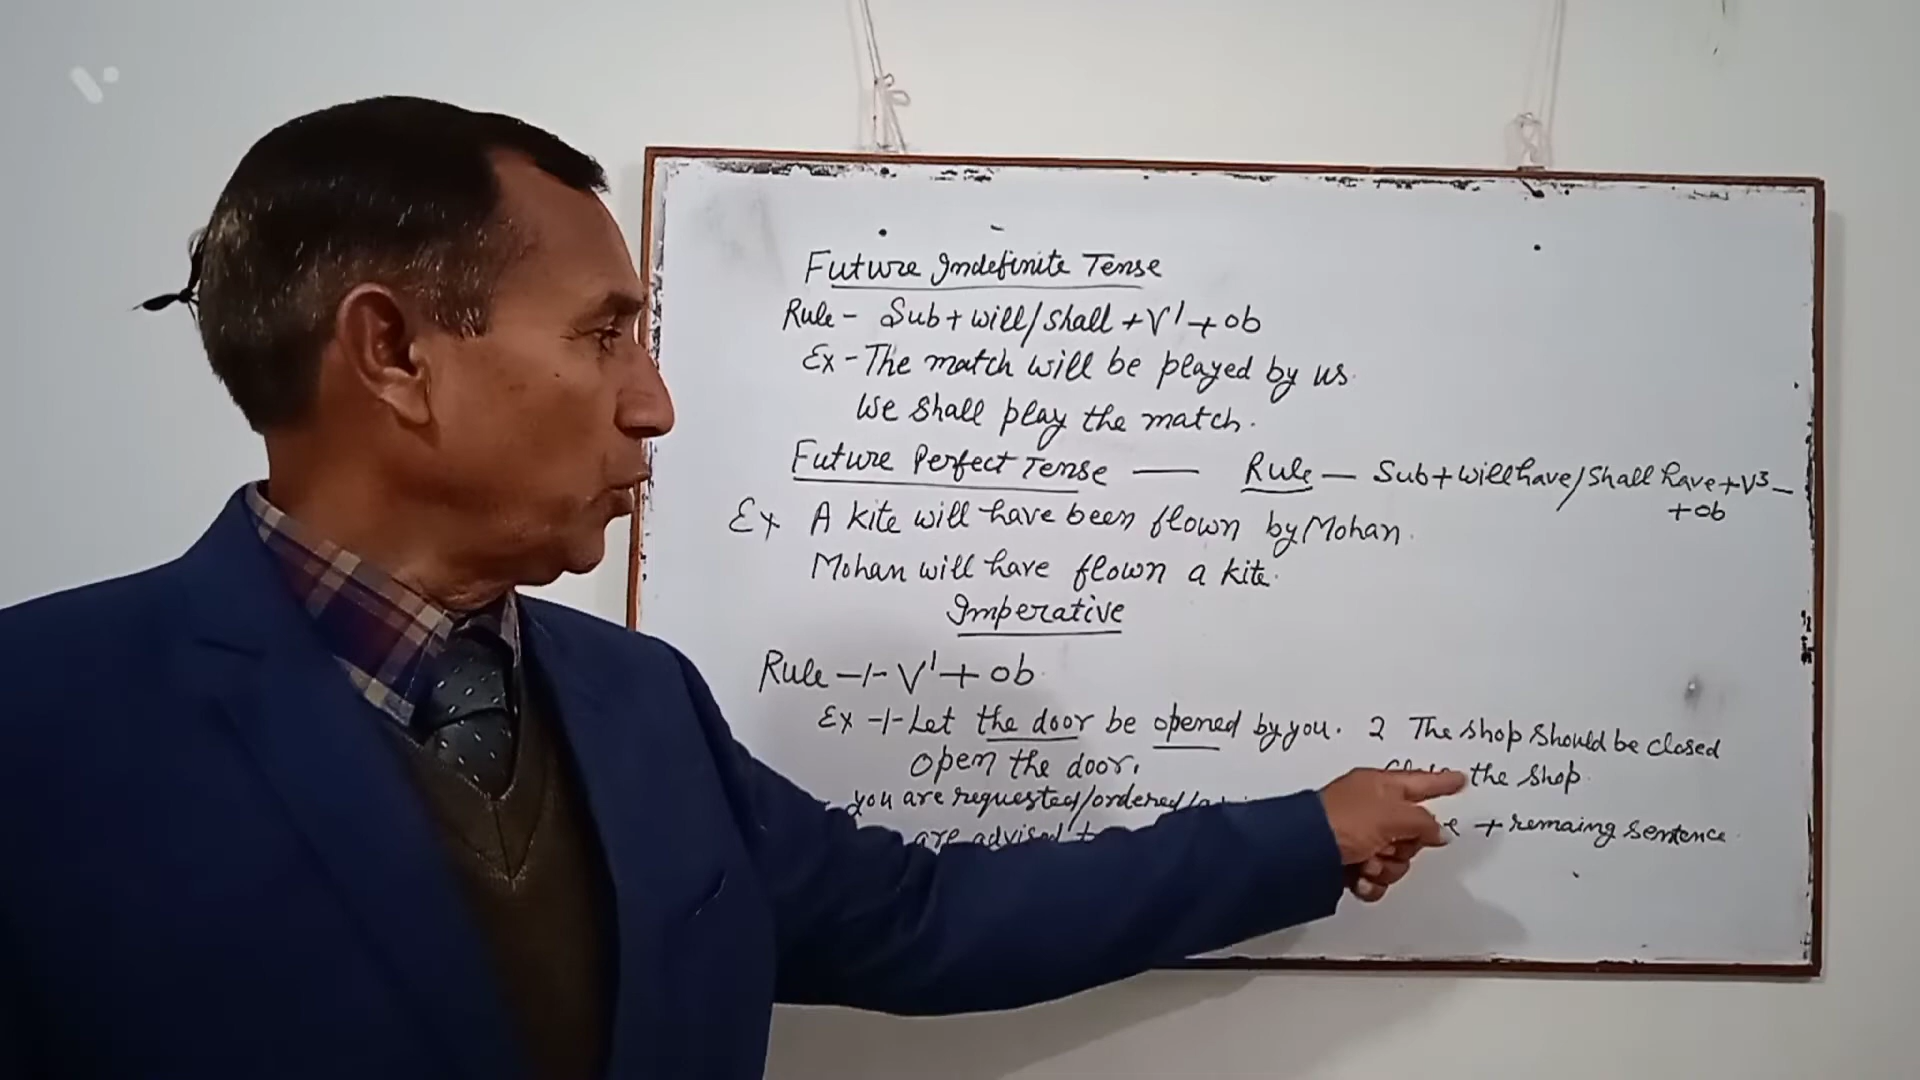 Future Indefinite Tense
Rule - Sub + will/shall + V¹ + ob
Ex - The match will be played by us.
We shall play the match.
Future Perfect Tense — Rule — Sub + will have/shall have + V³ -
+ ob
Ex A kite will have been flown by Mohan.
Mohan will have flown a kite.
Imperative
Rule -1- V¹ + ob.
Ex -1- Let the door be opened by you. 2 The shop should be closed
open the door. the shop.
you are requested/ordered/
are advised + remaing sentence.